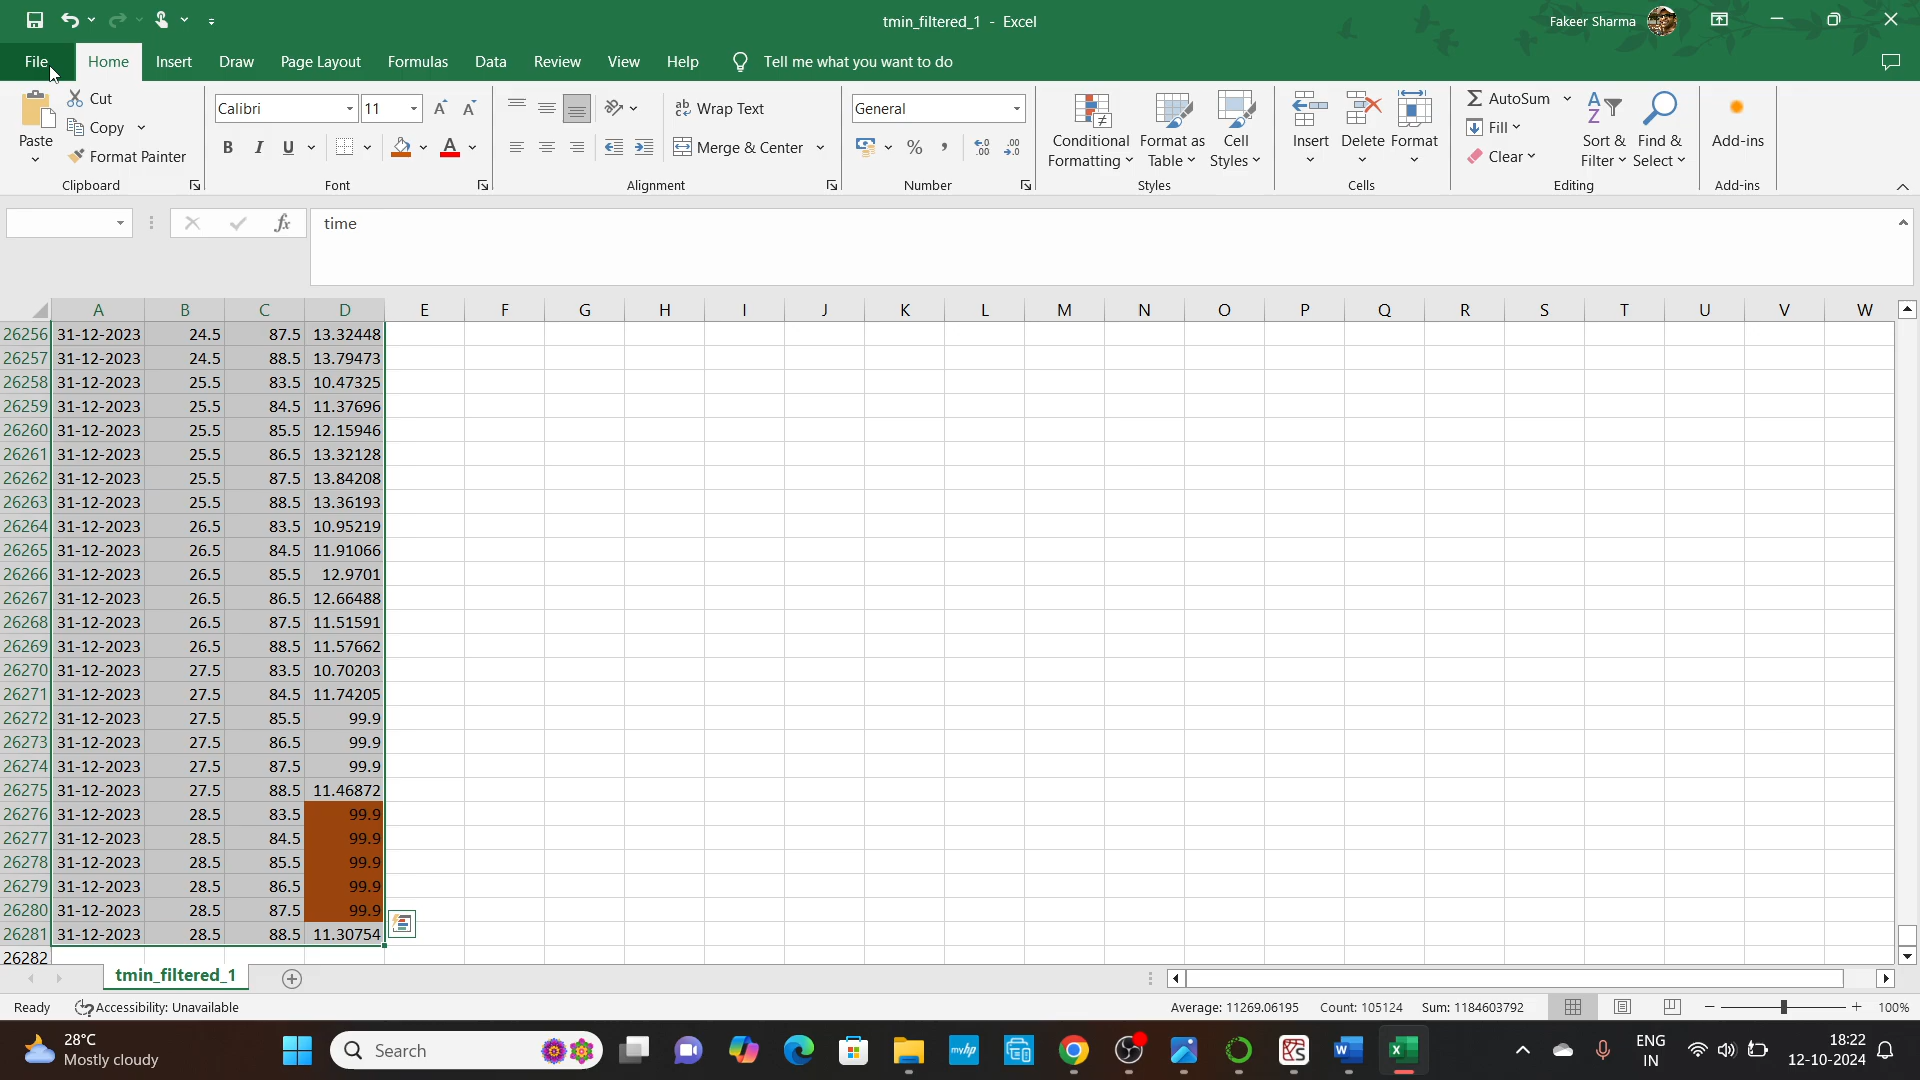 tmin_filtered_1 - Excel
Fakeer Sharma
File Home Insert Draw Page Layout Formulas Data Review View Help Tell me what you want to do
Paste
Cut
Copy
Format Painter
Clipboard
Calibri 11
B I U A
Font
Wrap Text
Merge & Center
Alignment
General
% ,
Number
Conditional Formatting
Format as Table
Cell Styles
Styles
Insert
Delete
Format
Cells
AutoSum
Fill
Clear
Sort & Filter
Find & Select
Editing
Add-ins
Add-ins
fx time
A B C D E F G H I J K L M N O P Q R S T U V W
26256 31-12-2023 24.5 87.5 13.32448
26257 31-12-2023 24.5 88.5 13.79473
26258 31-12-2023 25.5 83.5 10.47325
26259 31-12-2023 25.5 84.5 11.37696
26260 31-12-2023 25.5 85.5 12.15946
26261 31-12-2023 25.5 86.5 13.32128
26262 31-12-2023 25.5 87.5 13.84208
26263 31-12-2023 25.5 88.5 13.36193
26264 31-12-2023 26.5 83.5 10.95219
26265 31-12-2023 26.5 84.5 11.91066
26266 31-12-2023 26.5 85.5 12.9701
26267 31-12-2023 26.5 86.5 12.66488
26268 31-12-2023 26.5 87.5 11.51591
26269 31-12-2023 26.5 88.5 11.57662
26270 31-12-2023 27.5 83.5 10.70203
26271 31-12-2023 27.5 84.5 11.74205
26272 31-12-2023 27.5 85.5 99.9
26273 31-12-2023 27.5 86.5 99.9
26274 31-12-2023 27.5 87.5 99.9
26275 31-12-2023 27.5 88.5 11.46872
26276 31-12-2023 28.5 83.5 99.9
26277 31-12-2023 28.5 84.5 99.9
26278 31-12-2023 28.5 85.5 99.9
26279 31-12-2023 28.5 86.5 99.9
26280 31-12-2023 28.5 87.5 99.9
26281 31-12-2023 28.5 88.5 11.30754
26282
tmin_filtered_1
Ready Accessibility: Unavailable Average: 11269.06195 Count: 105124 Sum: 1184603792 100%
28°C
Mostly cloudy
Search
ENG
IN
18:22
12-10-2024